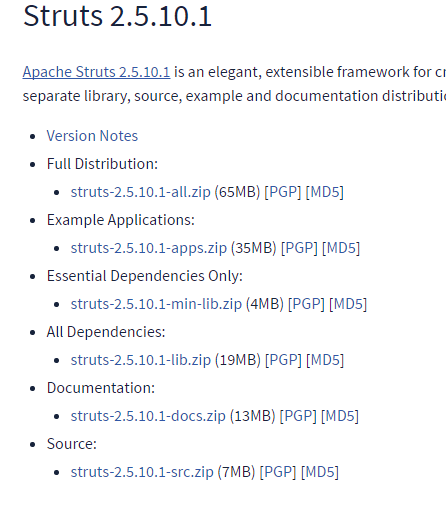 Struts 2.5.10.1
Apache Struts 2.5.10.1 is an elegant, extensible framework for
separate library, source, example and documentation
Version Notes
Full Distribution:
struts-2.5.10.1-all.zip (65MB) [PGP] [MD5]
Example Applications:
struts-2.5.10.1-apps.zip (35MB) [PGP] [MD5]
Essential Dependencies Only:
struts-2.5.10.1-min-lib.zip (4MB) [PGP] [MD5]
All Dependencies:
struts-2.5.10.1-lib.zip (19MB) [PGP] [MD5]
Documentation:
struts-2.5.10.1-docs.zip (13MB) [PGP] [MD5]
Source:
struts-2.5.10.1-src.zip (7MB) [PGP] [MD5]